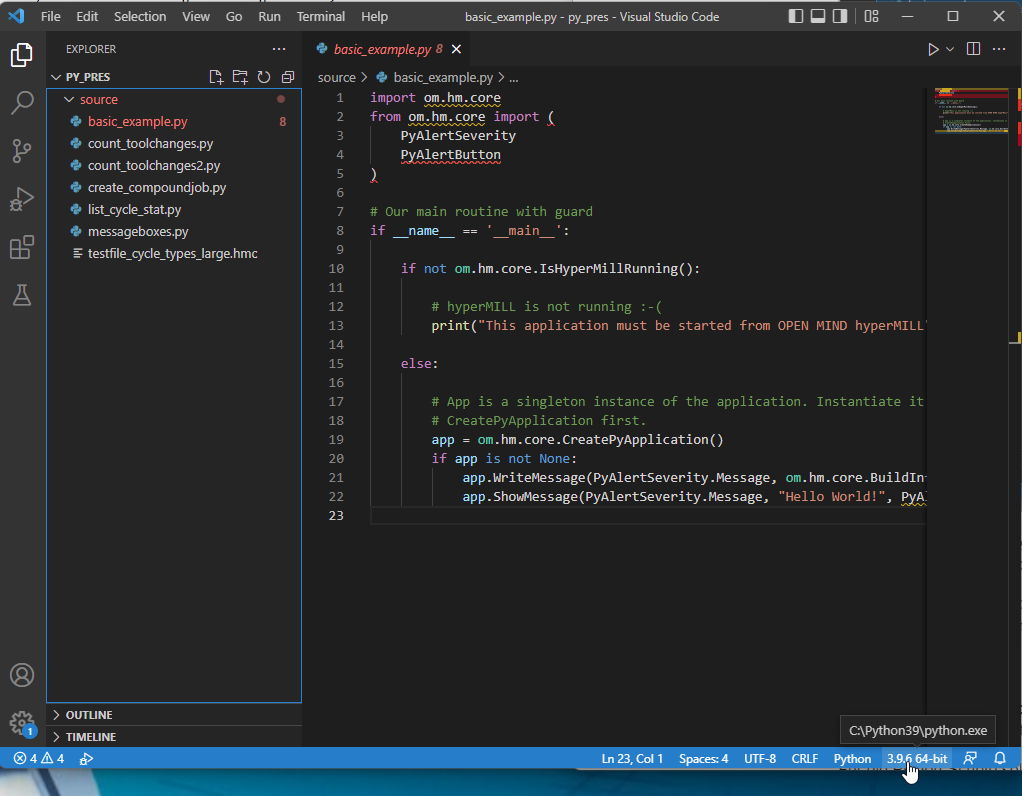 File Edit Selection View Go Run Terminal Help basic_example.py - py_pres - Visual Studio Code
EXPLORER
PY_PRES
source
basic_example.py 8
count_toolchanges.py
count_toolchanges2.py
create_compoundjob.py
list_cycle_stat.py
messageboxes.py
testfile_cycle_types_large.hmc
OUTLINE
TIMELINE
basic_example.py 8
source > basic_example.py > ...
1 import om.hm.core
2 from om.hm.core import (
3 PyAlertSeverity
4 PyAlertButton
5 )
6
7 # Our main routine with guard
8 if __name__ == '__main__':
9
10 if not om.hm.core.IsHyperMillRunning():
11
12 # hyperMILL is not running :-(
13 print("This application must be started from OPEN MIND hyperMILL
14
15 else:
16
17 # App is a singleton instance of the application. Instantiate it
18 # CreatePyApplication first.
19 app = om.hm.core.CreatePyApplication()
20 if app is not None:
21 app.WriteMessage(PyAlertSeverity.Message, om.hm.core.BuildIn
22 app.ShowMessage(PyAlertSeverity.Message, "Hello World!", PyAl
23
1
C:\Python39\python.exe
4 4 Ln 23, Col 1 Spaces: 4 UTF-8 CRLF Python 3.9.6 64-bit